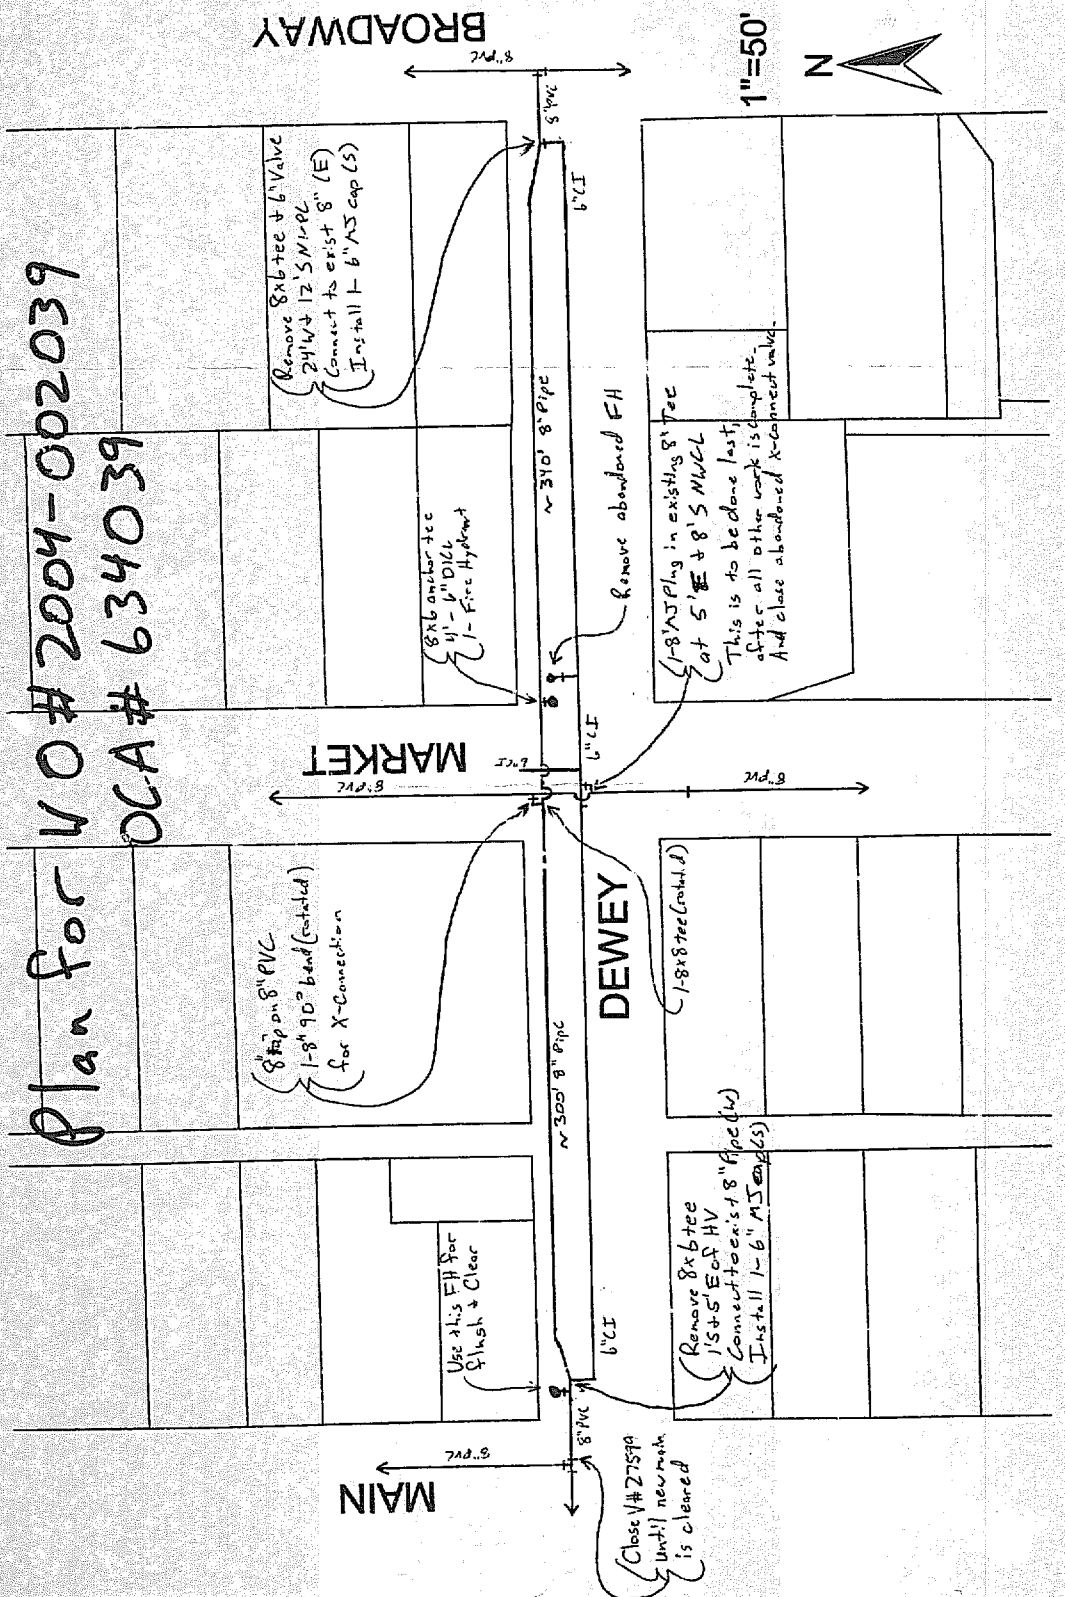 Plan for WO # 2004-002039
OCA # 634039
1"=50'
N
BROADWAY
MARKET
MAIN
DEWEY
Remove 8x6 tee & 6" Valve
24'W & 12'S NLPL
Connect to exist 8" (E)
Install 1- 6" MJ cap (S)
8x6 anchor tee
4'- 6" DICL
1- Fire Hydrant
8" tap on 8" PVC
1-8" 90° bend (rotated)
for X-Connection
Use this FH for
flush & Clear
8" PVC
8" PVC
6" CI
~ 340' 8" Pipe
Remove abandoned FH
6" CI
6" CI
8" PVC
8" PVC
~ 305' 8" Pipe
6" CI
8" PVC
8" PVC
1-8" MJ Plug in existing 8" Tee
at 5' E & 8' S NWCL
This is to be done last,
after all other work is complete.
And close abandoned x-connect valve.
1-8x8 tee (rotated)
Remove 8x6 tee
1'S & 5'E of HV
Connect to exist 8" Pipe (W)
Install 1- 6" MJ cap (S)
Close V# 27599
until new main
is cleared